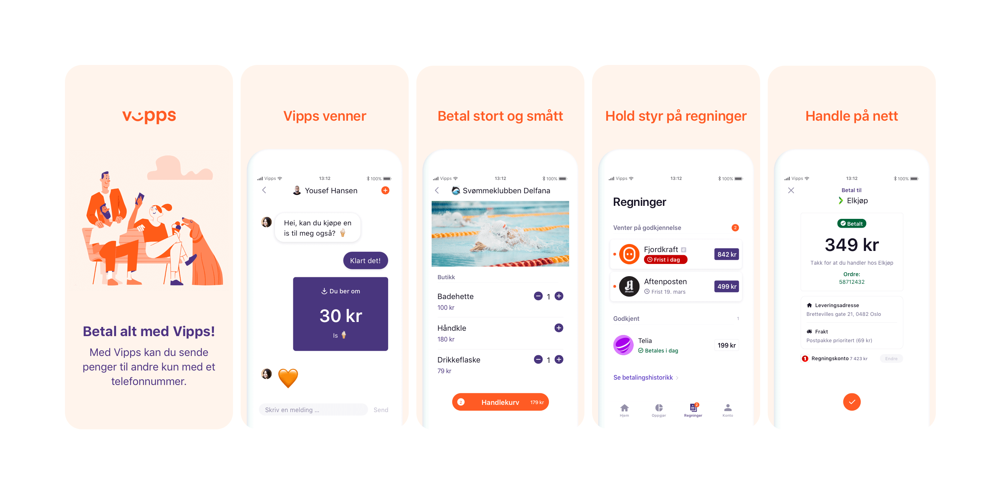 vipps
Betal alt med Vipps!
Med Vipps kan du sende
penger til andre kun med et
telefonnummer.
Vipps venner
Vipps 13:12 100%
Yousef Hansen
Hei, kan du kjøpe en
is til meg også? 🍦
Klart det!
Du ber om
30 kr
Is 🍦
🧡
Skriv en melding ... Send
Betal stort og smått
Vipps 13:12 100%
Svømmeklubben Delfana
Butikk
Badehette 1
100 kr
Håndkle
180 kr
Drikkeflaske 1
79 kr
2 Handlekurv 179 kr
Hold styr på regninger
Vipps 13:12 100%
Regninger
Venter på godkjennelse 2
Fjordkraft e
842 kr
Frist i dag
Aftenposten
499 kr
Frist 19. mars
Godkjent 1
Telia
199 kr
Betales i dag
Se betalingshistorikk
2
Hjem Oppgjør Regninger Konto
Handle på nett
Vipps 13:12 100%
Betal til
Elkjøp
Betalt
349 kr
Takk for at du handler hos Elkjøp
Ordre:
58712432
Leveringsadresse
Brettevilles gate 21, 0482 Oslo
Frakt
Postpakke prioritert (69 kr)
1 Regningskonto 7 423 kr Endre